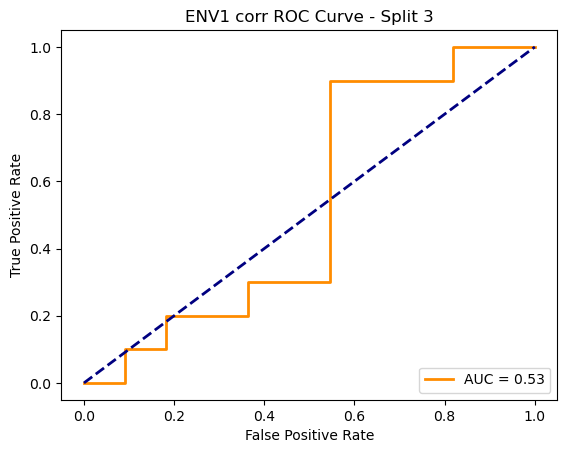 ENV1 corr ROC Curve - Split 3
True Positive Rate
1.0
0.8
0.6
0.4
0.2
0.0
AUC = 0.53
0.0 0.2 0.4 0.6 0.8 1.0
False Positive Rate